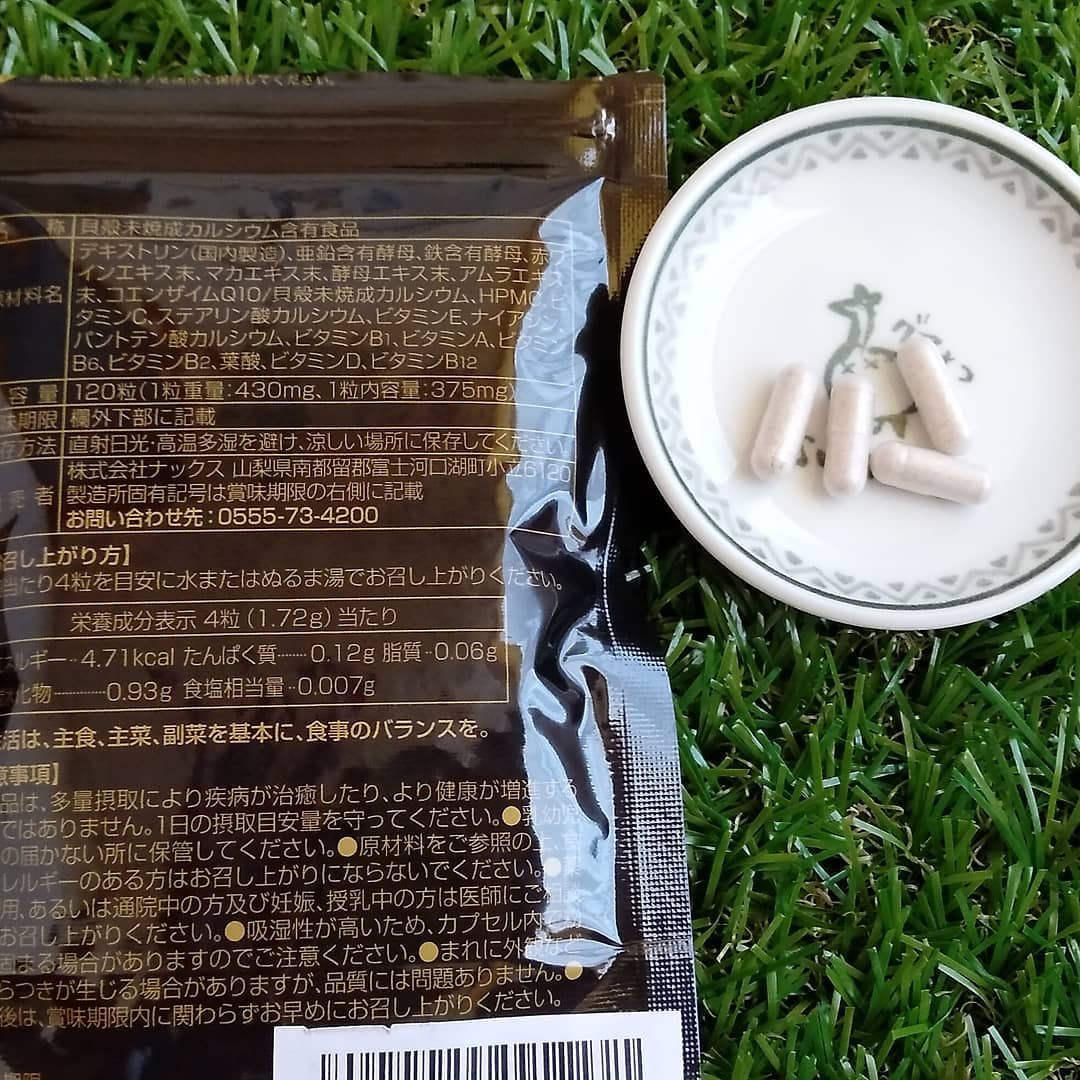 してください。
称 貝殻未焼成カルシウム含有食品
デキストリン(国内製造)、亜鉛含有酵母、鉄含有酵母、赤
インエキス末、マカエキス末、酵母エキス末、アムラエキス
材料名 末、コエンザイムQ10/貝殻未焼成カルシウム、HPMC、ビ
タミンC、ステアリン酸カルシウム、ビタミンE、ナイアシン、
パントテン酸カルシウム、ビタミンB1、ビタミンA、ビタミン
B6、ビタミンB2、葉酸、ビタミンD、ビタミンB12
容量 120粒(1粒重量:430mg、1粒内容量:375mg)
期限 欄外下部に記載
方法 直射日光・高温多湿を避け、涼しい場所に保存してください。
株式会社ナックス 山梨県南都留郡富士河口湖町小立6120
者 製造所固有記号は賞味期限の右側に記載
お問い合わせ先:0555-73-4200
召し上がり方】
当たり4粒を目安に水またはぬるま湯でお召し上がりください。
栄養成分表示 4粒(1.72g)当たり
ルギー‥4.71kcal たんぱく質……0.12g 脂質‥0.06g
化物…………0.93g 食塩相当量‥0.007g
活は、主食、主菜、副菜を基本に、食事のバランスを。
意事項】
品は、多量摂取により疾病が治癒したり、より健康が増進する
ではありません。1日の摂取目安量を守ってください。●乳幼児
の届かない所に保管してください。●原材料をご参照の上、食
レルギーのある方はお召し上がりにならないでください。●薬
用、あるいは通院中の方及び妊娠、授乳中の方は医師にご相談
お召し上がりください。●吸湿性が高いため、カプセル内で
固まる場合がありますのでご注意ください。●まれに外観など
らつきが生じる場合がありますが、品質には問題ありません。●
後は、賞味期限内に関わらずお早めにお召し上がりください。